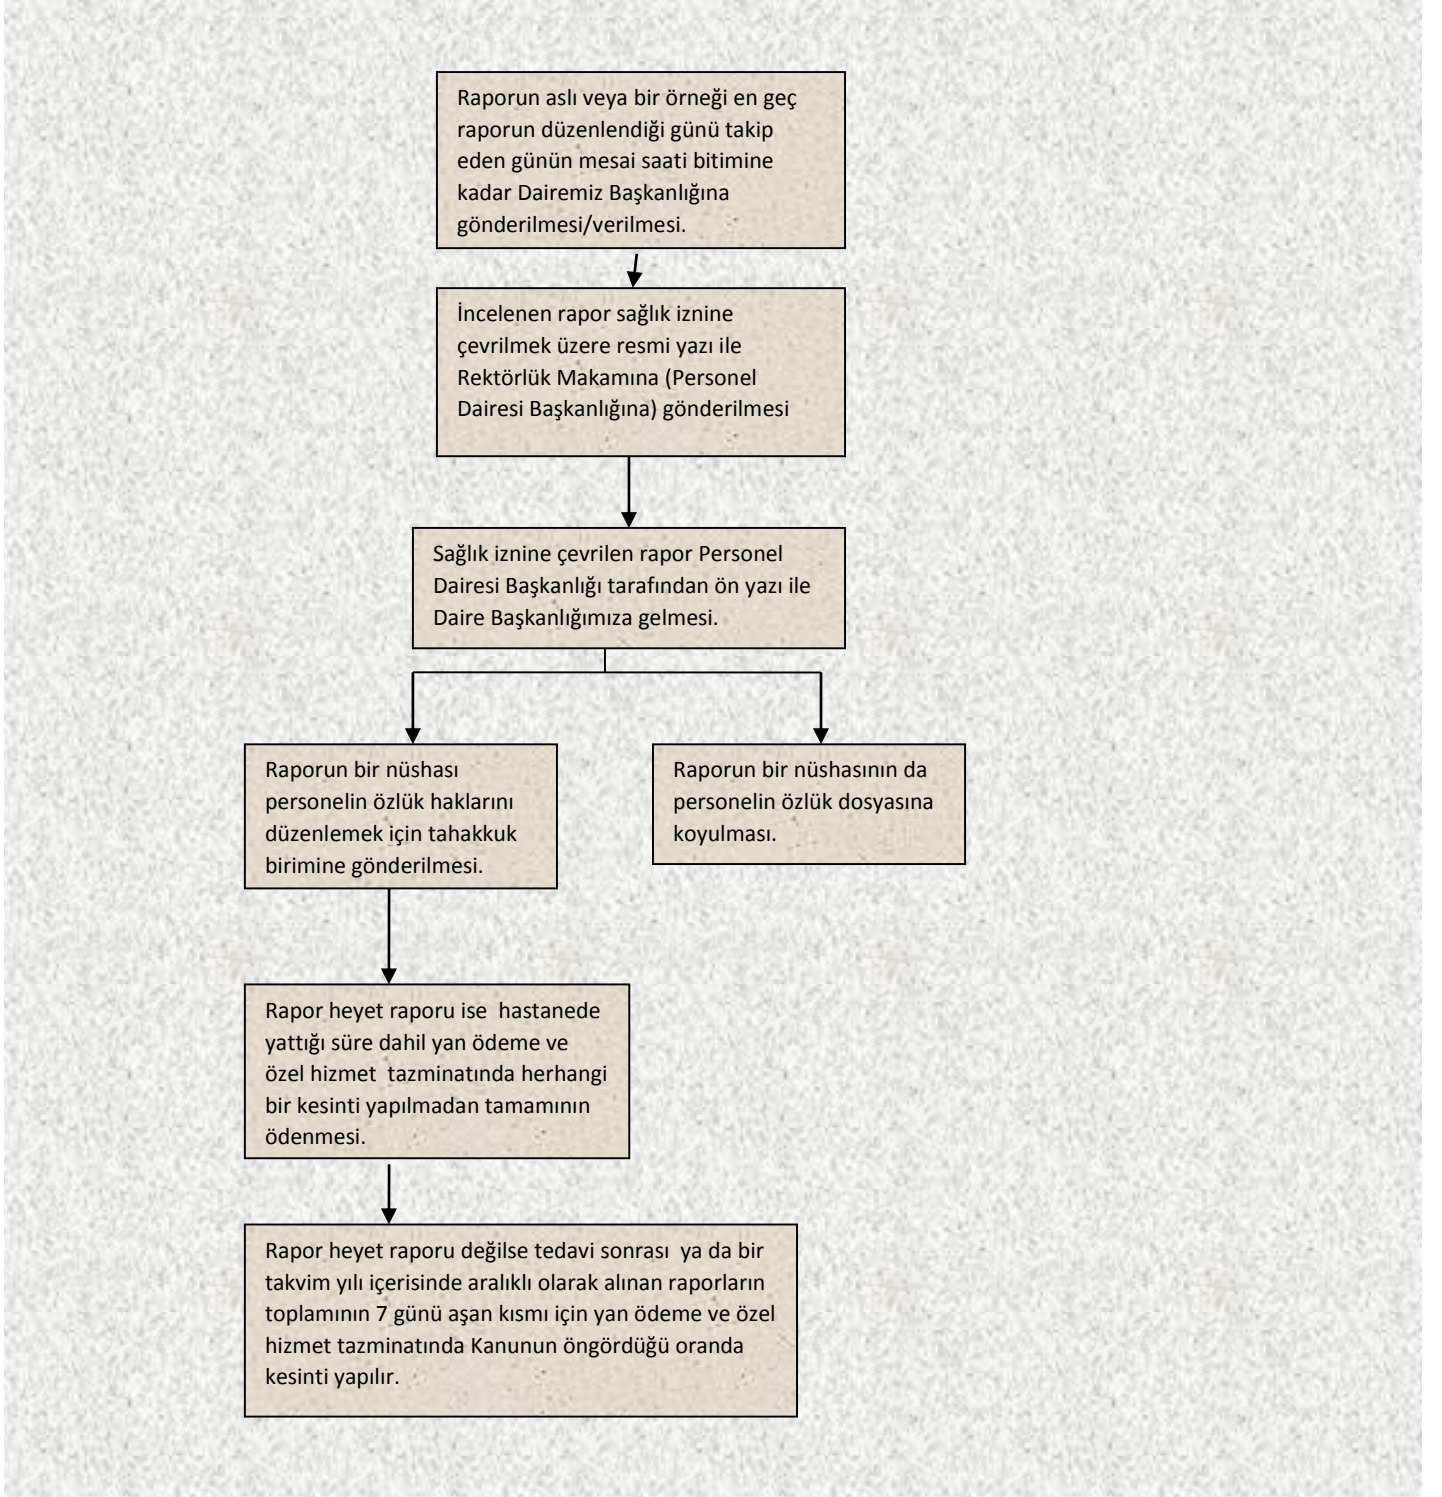 Raporun aslı veya bir örneği en geç
raporun düzenlendiği günü takip
eden günün mesai saati bitimine
kadar Dairemiz Başkanlığına
gönderilmesi/verilmesi.
İncelenen rapor sağlık iznine
çevrilmek üzere resmi yazı ile
Rektörlük Makamına (Personel
Dairesi Başkanlığına) gönderilmesi
Sağlık iznine çevrilen rapor Personel
Dairesi Başkanlığı tarafından ön yazı ile
Daire Başkanlığımıza gelmesi.
Raporun bir nüshası
personelin özlük haklarını
düzenlemek için tahakkuk
birimine gönderilmesi.
Raporun bir nüshasının da
personelin özlük dosyasına
koyulması.
Rapor heyet raporu ise  hastanede
yattığı süre dahil yan ödeme ve
özel hizmet  tazminatında herhangi
bir kesinti yapılmadan tamamının
ödenmesi.
Rapor heyet raporu değilse tedavi sonrası  ya da bir
takvim yılı içerisinde aralıklı olarak alınan raporların
toplamının 7 günü aşan kısmı için yan ödeme ve özel
hizmet tazminatında Kanunun öngördüğü oranda
kesinti yapılır.